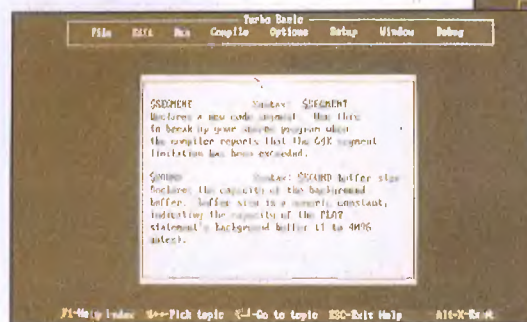 Turbo Basic
File Edit Run Compile Options Setup Window Debug
$SEGMENT Syntax: $SEGMENT
Declares a new code segment. Use this
to break up your source program when
the compiler reports that the 64K segment
limitation has been exceeded.
$SOUND Syntax: $SOUND buffer size
Declares the capacity of the background
buffer. buffer size is a numeric constant,
indicating the capacity of the PLAY
statement's background buffer (1 to 4096
notes).
F1-Help index Pick topic Go to topic ESC-Exit Help Alt-X-Exit